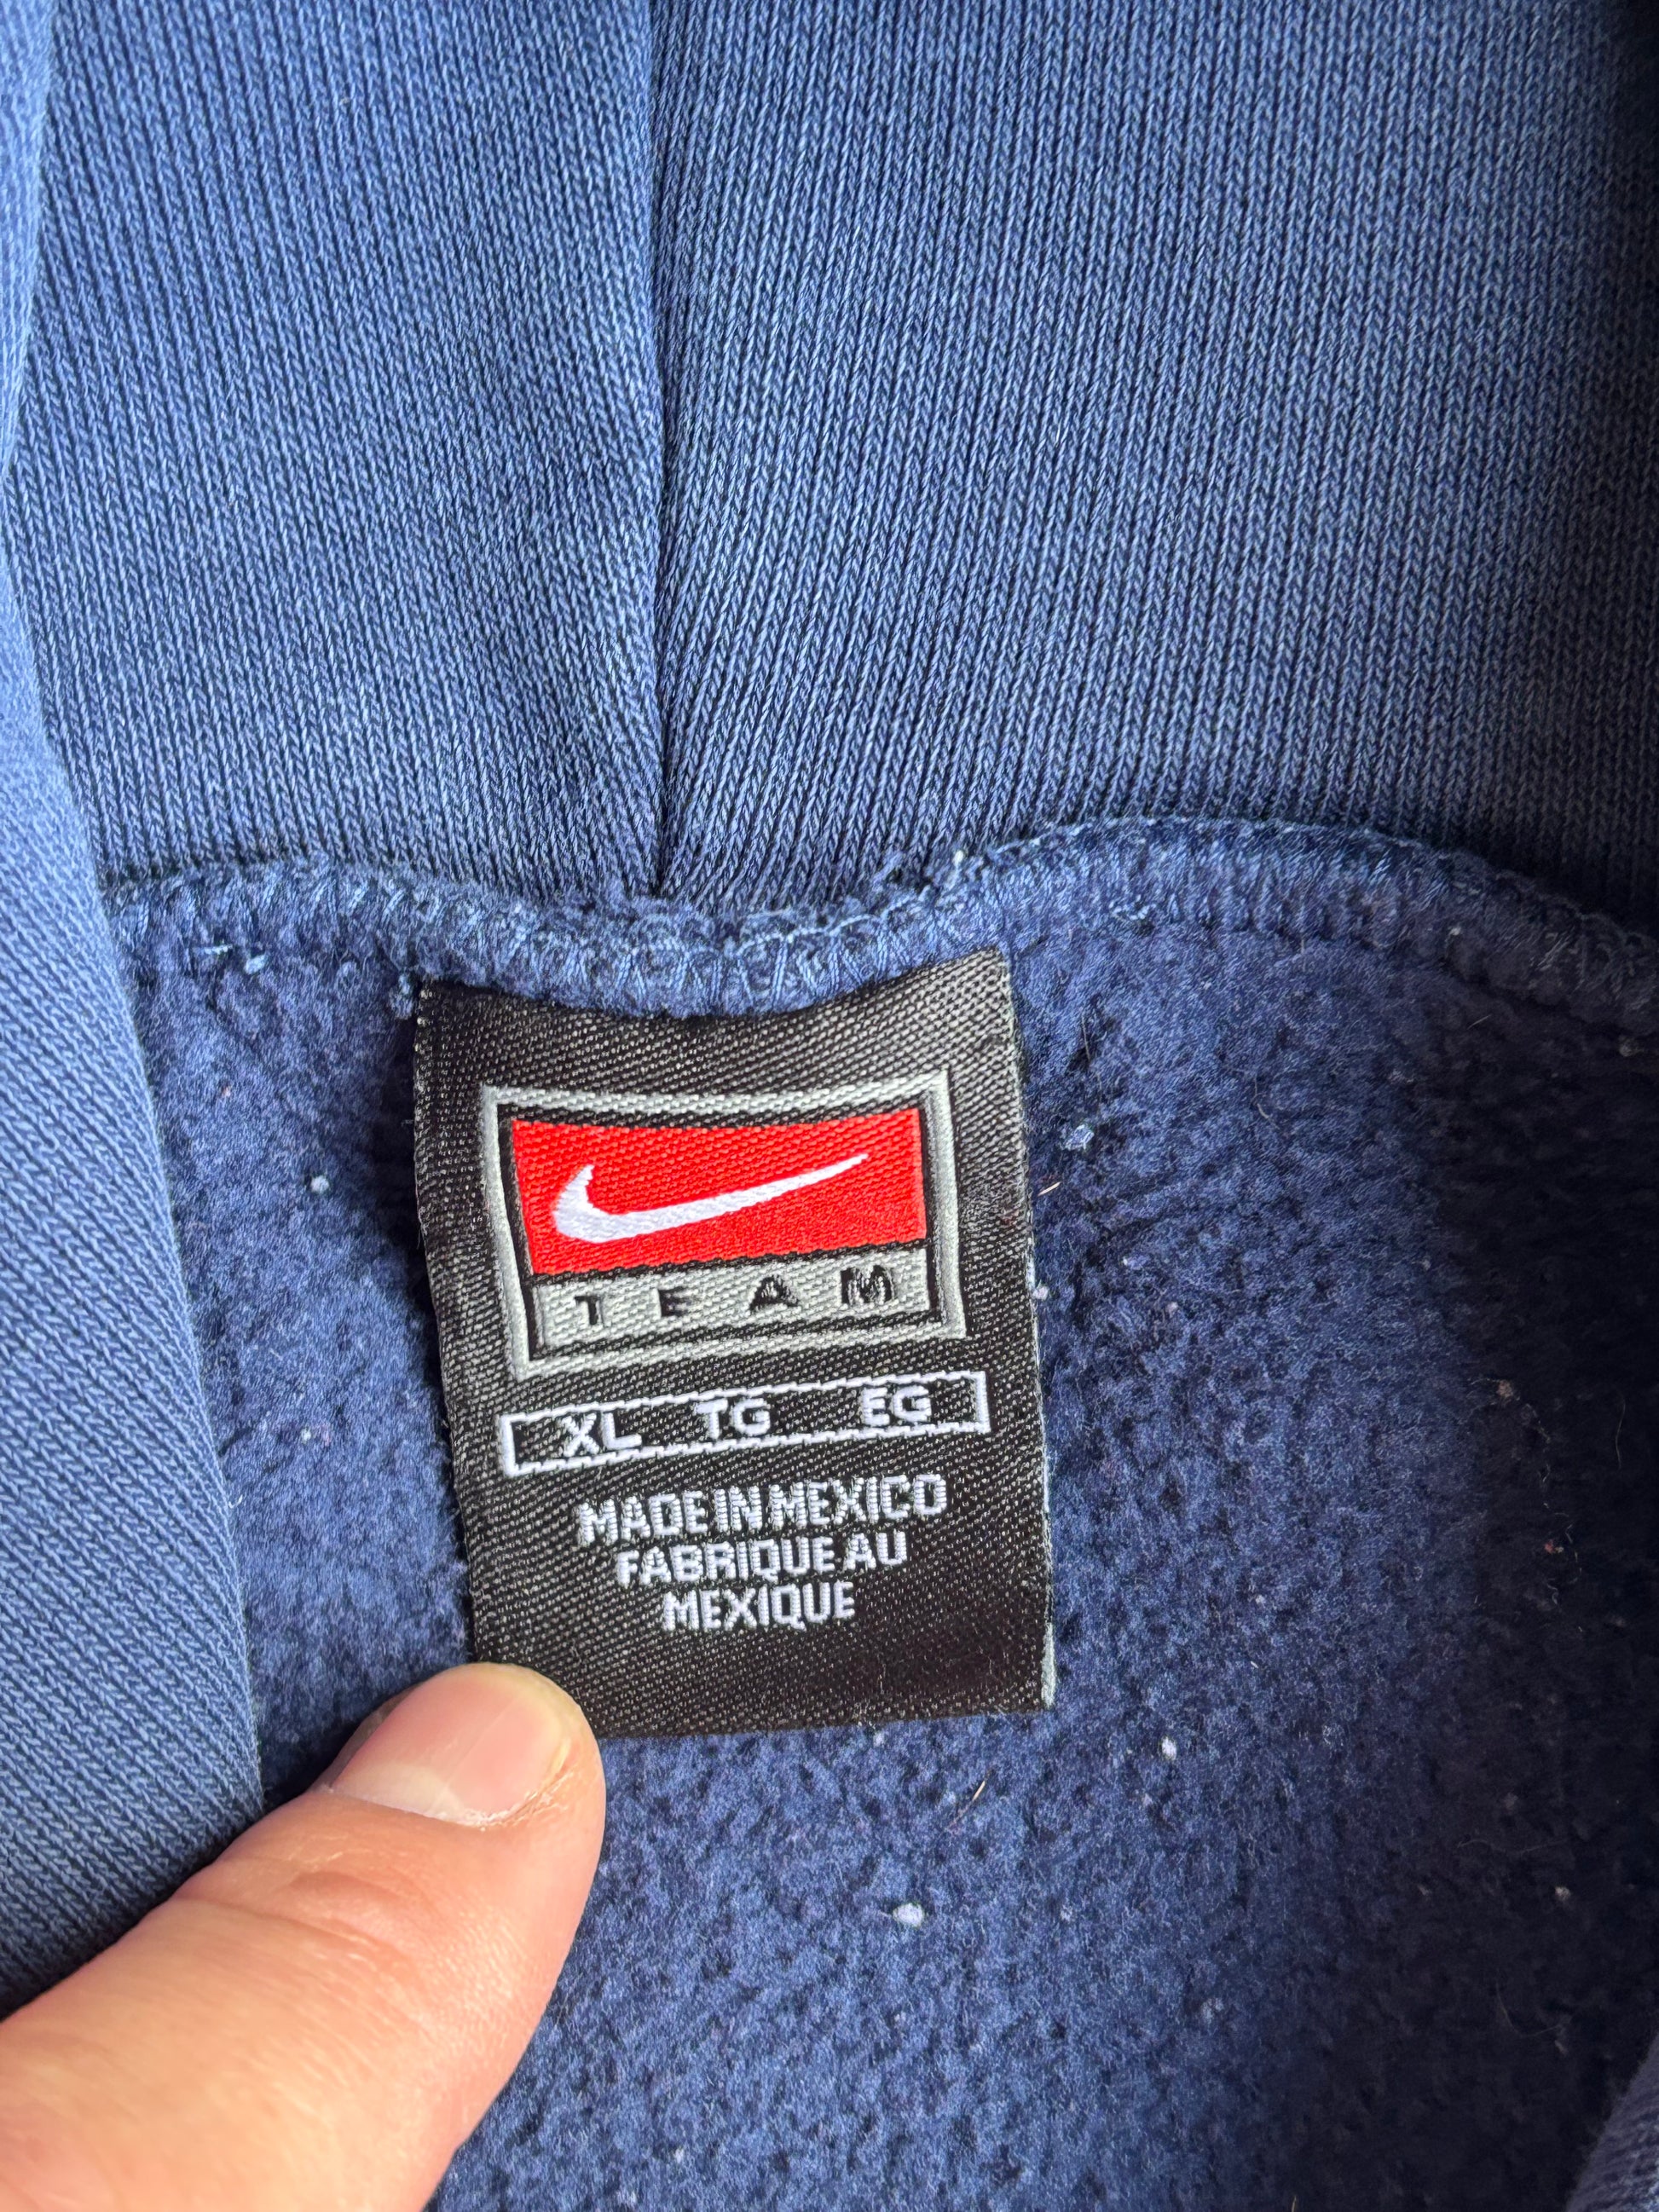 TEAM
XL TG EG
MADE IN MEXICO
FABRIQUE AU
MEXIQUE